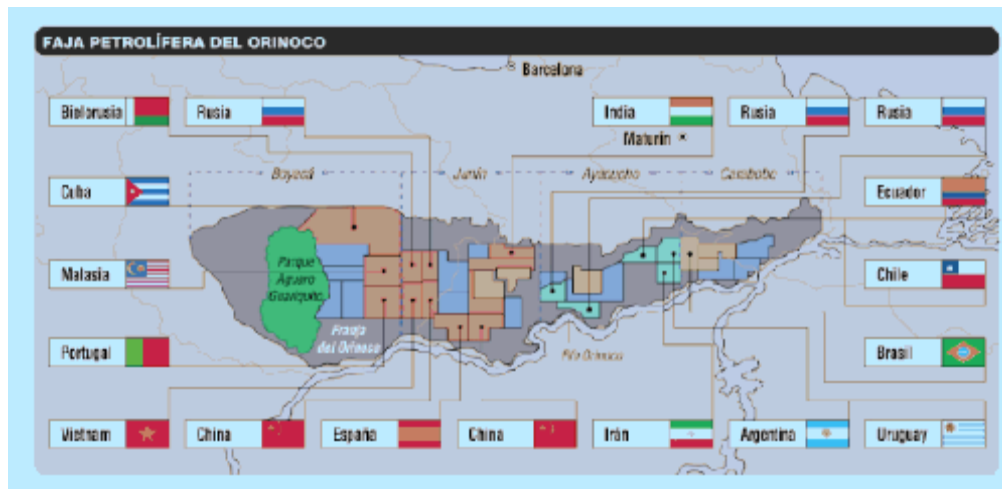 FAJA PETROLÍFERA DEL ORINOCO
Barcelona
Bielorusia
Rusia
India
Rusia
Rusia
Maturín
Boyacá
Junín
Ayacucho
Carabobo
Cuba
Ecuador
Malasia
Parque
Aguaro
Guariquito
Chile
Portugal
Franja
del Orinoco
Río Orinoco
Brasil
Vietnam
China
España
China
Irán
Argentina
Uruguay